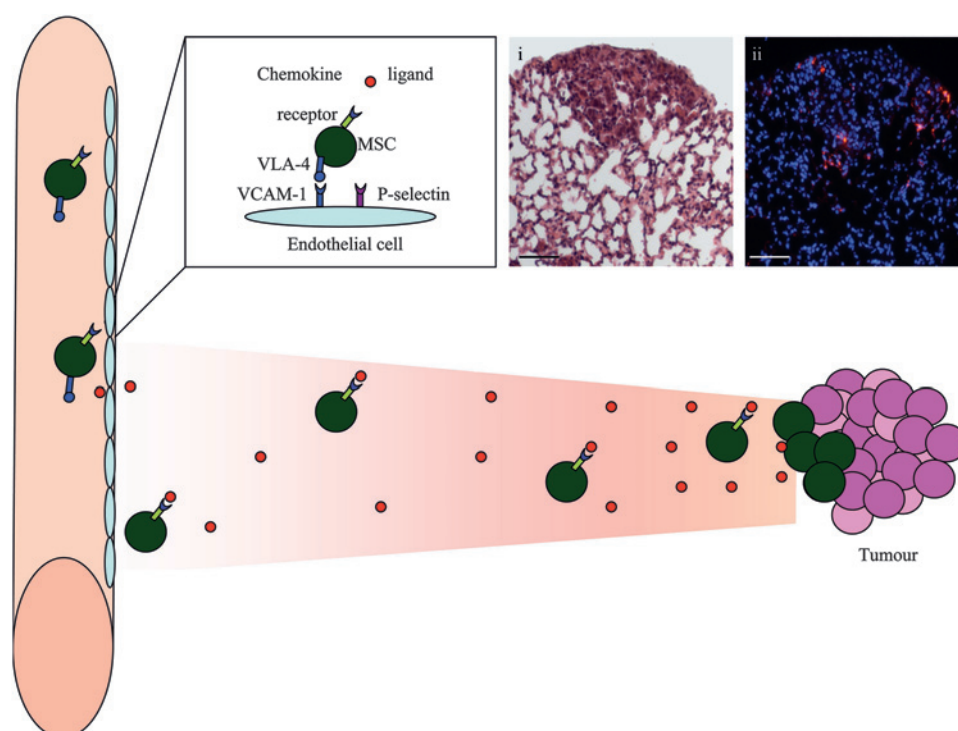 Chemokine ligand
receptor
MSC
VLA-4
VCAM-1 P-selectin
Endothelial cell
i
ii
Tumour